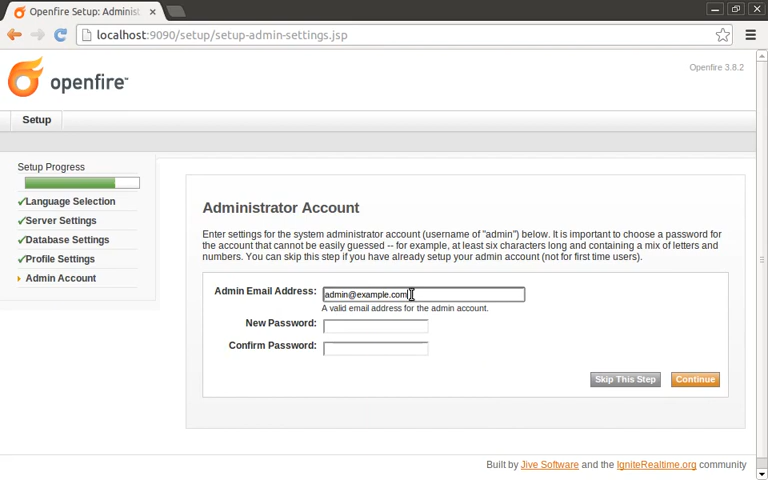 Openfire Setup: Administ
localhost:9090/setup/setup-admin-settings.jsp
openfire™
Openfire 3.8.2
Setup
Setup Progress
Language Selection
Server Settings
Database Settings
Profile Settings
Admin Account
Administrator Account
Enter settings for the system administrator account (username of "admin") below. It is important to choose a password for
the account that cannot be easily guessed -- for example, at least six characters long and containing a mix of letters and
numbers. You can skip this step if you have already setup your admin account (not for first time users).
Admin Email Address: admin@example.com
A valid email address for the admin account.
New Password:
Confirm Password:
Skip This Step Continue
Built by Jive Software and the IgniteRealtime.org community